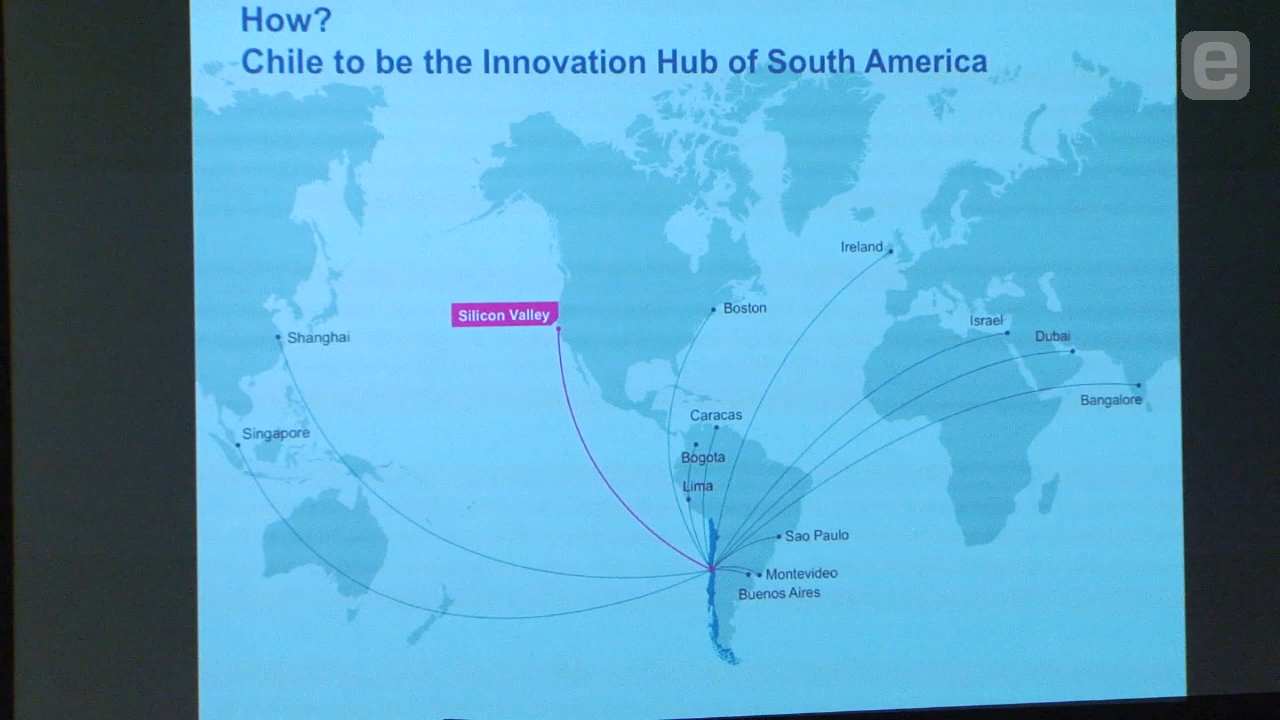 How?
Chile to be the Innovation Hub of South America
e
Ireland
Silicon Valley
Boston
Israel
Shanghai
Dubai
Bangalore
Caracas
Singapore
Bogota
Lima
Sao Paulo
Montevideo
Buenos Aires